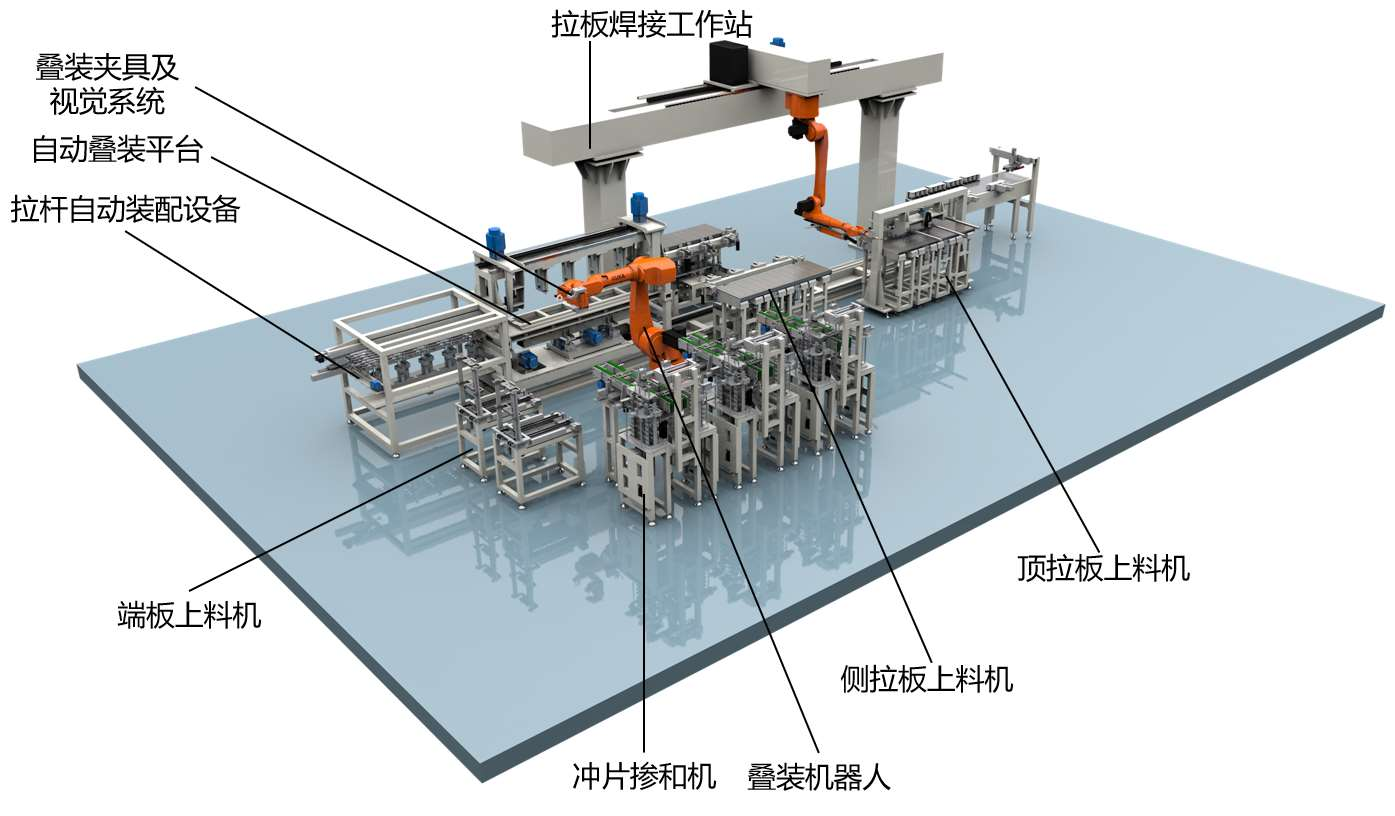 拉板焊接工作站
叠装夹具及
视觉系统
自动叠装平台
拉杆自动装配设备
端板上料机
冲片掺和机
叠装机器人
侧拉板上料机
顶拉板上料机